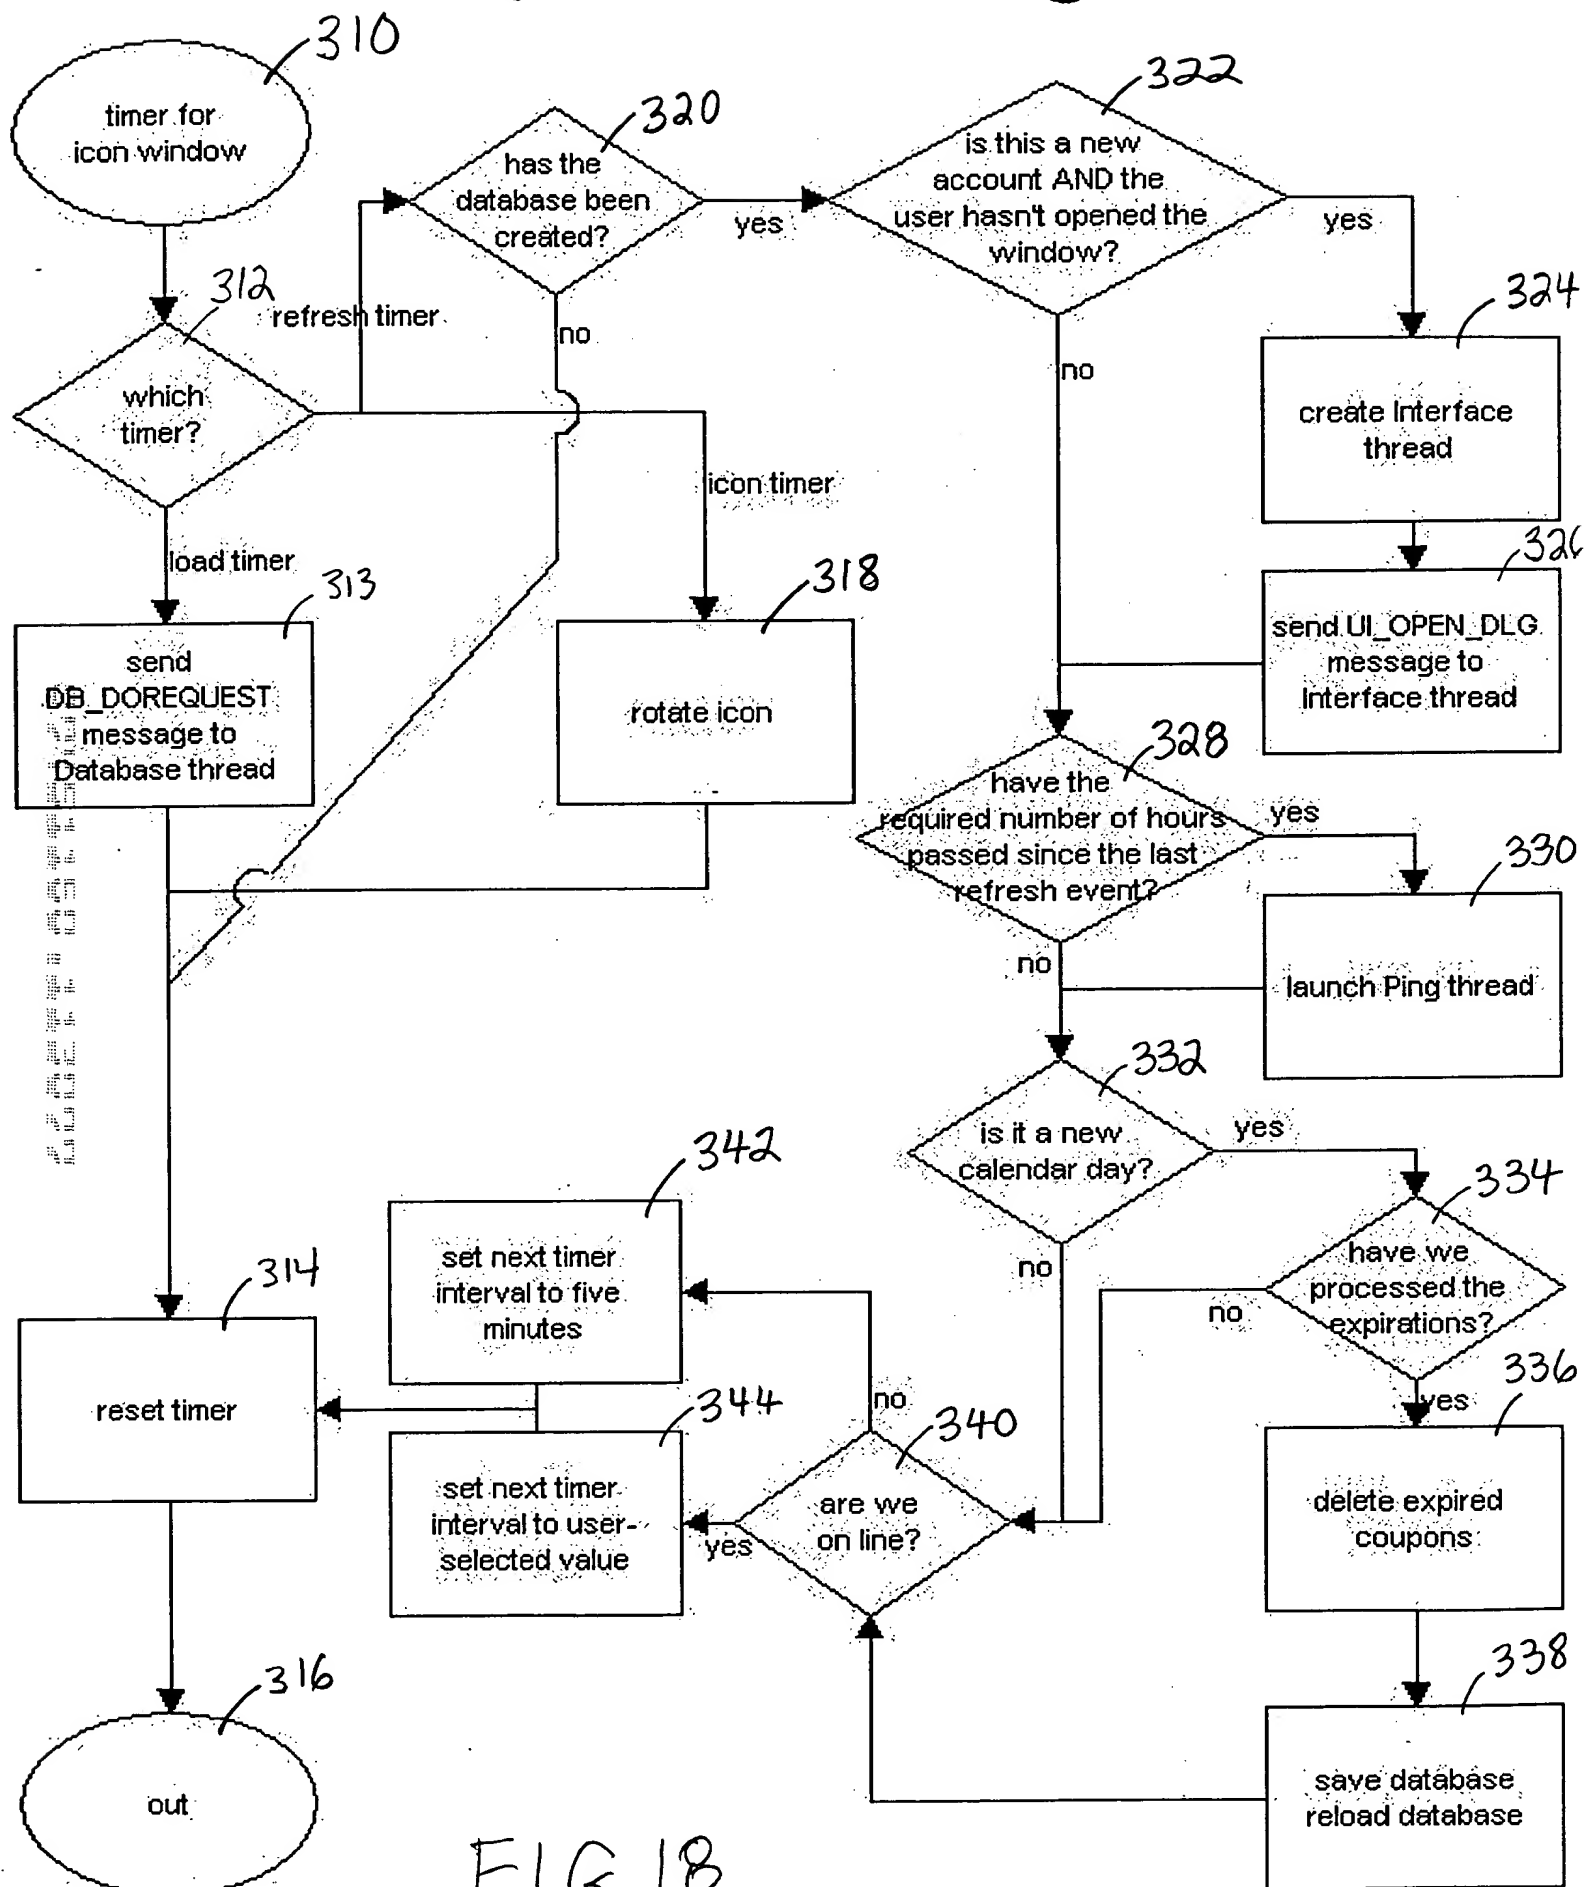 310
timer for
icon window
320
has the
database been
created?
yes
no
322
is this a new
account AND the
user hasn't opened the
window?
yes
no
312
refresh timer
which
timer?
load timer
icon timer
324
create Interface
thread
313
send
DB_DOREQUEST
message to
Database thread
318
rotate icon
send UI_OPEN_DLG
message to
Interface thread
328
have the
required number of hours
passed since the last
refresh event?
yes
no
330
launch Ping thread
332
is it a new
calendar day?
yes
no
334
have we
processed the
expirations?
no
yes
342
set next timer
interval to five
minutes
314
reset timer
344
set next timer
interval to user-
selected value
340
are we
on line?
no
yes
336
delete expired
coupons
316
out
338
save database
reload database
FIG 18